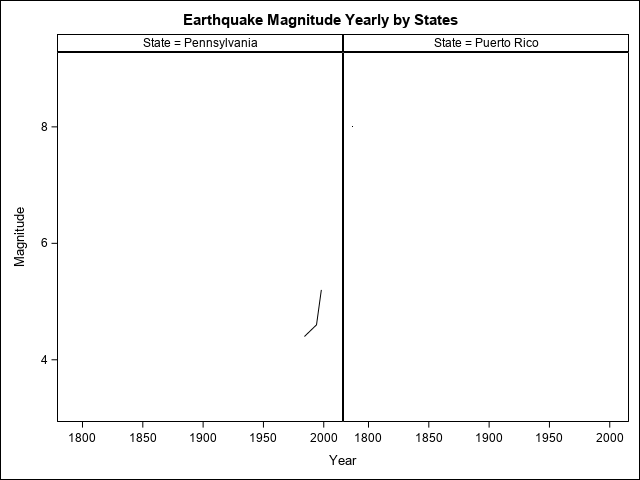 Earthquake Magnitude Yearly by States
State = Pennsylvania
State = Puerto Rico
8
6
4
Magnitude
1800 1850 1900 1950 2000 1800 1850 1900 1950 2000
Year